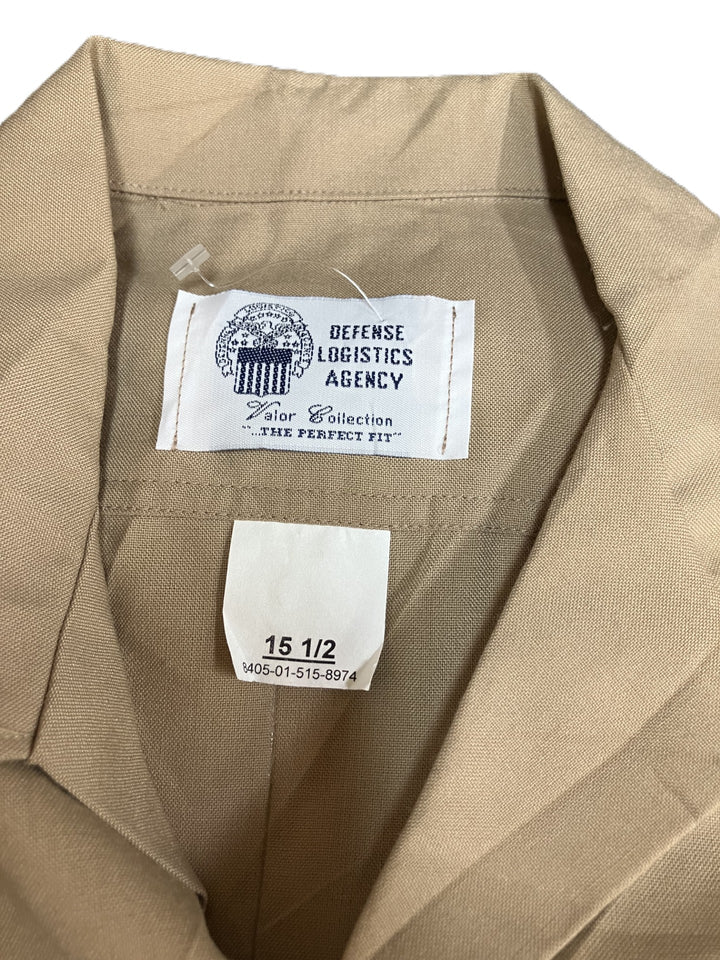 DEFENSE
LOGISTICS
AGENCY
Valor Collection
"...THE PERFECT FIT"
15 1/2
8405-01-515-8974